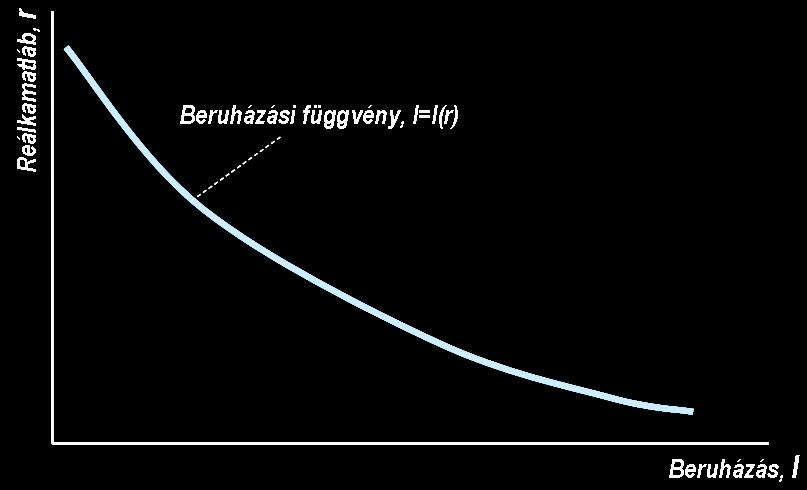 Reálkamatláb, r
Beruházási függvény, I=I(r)
Beruházás, I